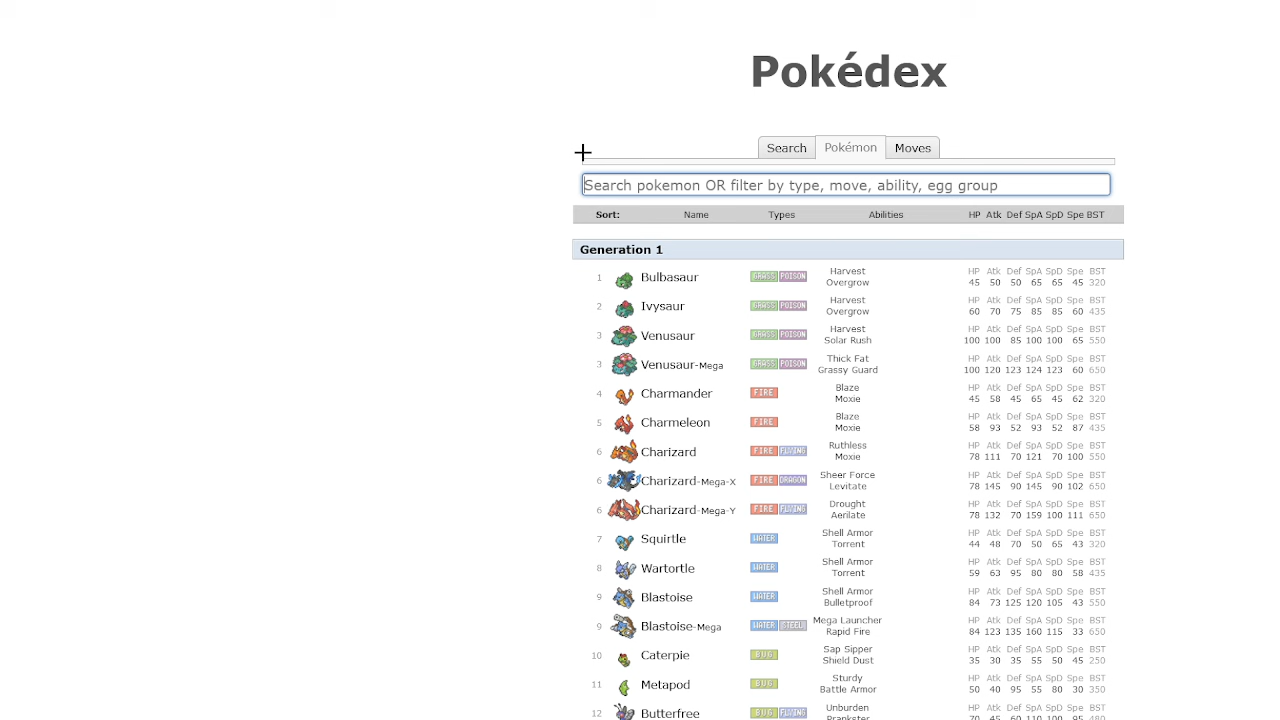 Pokédex
Search Pokémon Moves
Search pokemon OR filter by type, move, ability, egg group
Sort: Name Types Abilities HP Atk Def SpA SpD Spe BST
Generation 1
1 Bulbasaur GRASS POISON Harvest Overgrow HP 45 Atk 50 Def 50 SpA 65 SpD 65 Spe 45 BST 320
2 Ivysaur GRASS POISON Harvest Overgrow HP 60 Atk 70 Def 75 SpA 85 SpD 85 Spe 60 BST 435
3 Venusaur GRASS POISON Harvest Solar Rush HP 100 Atk 100 Def 85 SpA 100 SpD 100 Spe 65 BST 550
3 Venusaur-Mega GRASS POISON Thick Fat Grassy Guard HP 100 Atk 120 Def 123 SpA 124 SpD 123 Spe 60 BST 650
4 Charmander FIRE Blaze Moxie HP 45 Atk 58 Def 45 SpA 65 SpD 45 Spe 62 BST 320
5 Charmeleon FIRE Blaze Moxie HP 58 Atk 93 Def 52 SpA 93 SpD 52 Spe 87 BST 435
6 Charizard FIRE FLYING Ruthless Moxie HP 78 Atk 111 Def 70 SpA 121 SpD 70 Spe 100 BST 550
6 Charizard-Mega-X FIRE DRAGON Sheer Force Levitate HP 78 Atk 145 Def 90 SpA 145 SpD 90 Spe 102 BST 650
6 Charizard-Mega-Y FIRE FLYING Drought Aerilate HP 78 Atk 132 Def 70 SpA 159 SpD 100 Spe 111 BST 650
7 Squirtle WATER Shell Armor Torrent HP 44 Atk 48 Def 70 SpA 50 SpD 65 Spe 43 BST 320
8 Wartortle WATER Shell Armor Torrent HP 59 Atk 63 Def 95 SpA 80 SpD 80 Spe 58 BST 435
9 Blastoise WATER Shell Armor Bulletproof HP 84 Atk 73 Def 125 SpA 120 SpD 105 Spe 43 BST 550
9 Blastoise-Mega WATER STEEL Mega Launcher Rapid Fire HP 84 Atk 123 Def 135 SpA 160 SpD 115 Spe 33 BST 650
10 Caterpie BUG Sap Sipper Shield Dust HP 35 Atk 30 Def 35 SpA 55 SpD 50 Spe 45 BST 250
11 Metapod BUG Sturdy Battle Armor HP 50 Atk 40 Def 95 SpA 55 SpD 80 Spe 30 BST 350
12 Butterfree BUG FLYING Unburden Prankster HP Atk Def SpA SpD Spe BST